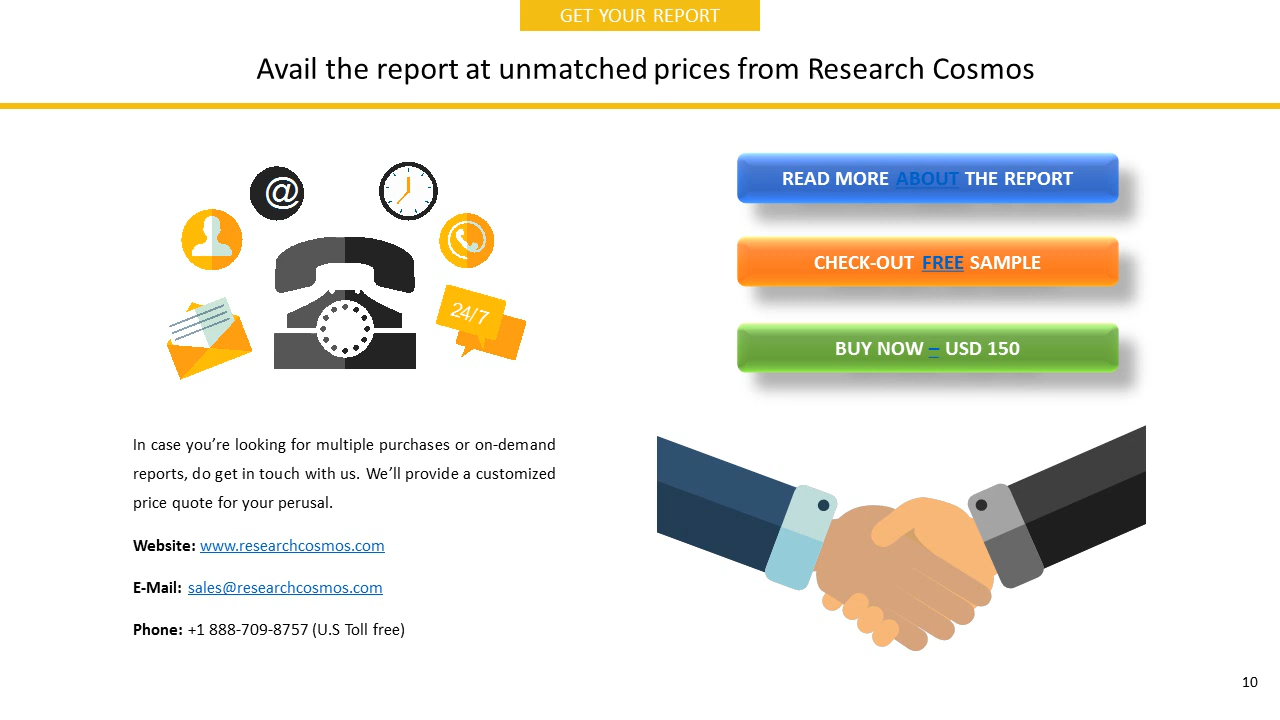 GET YOUR REPORT
Avail the report at unmatched prices from Research Cosmos
@
24/7
READ MORE ABOUT THE REPORT
CHECK-OUT FREE SAMPLE
BUY NOW – USD 150
In case you’re looking for multiple purchases or on-demand
reports, do get in touch with us. We’ll provide a customized
price quote for your perusal.
Website: www.researchcosmos.com
E-Mail: sales@researchcosmos.com
Phone: +1 888-709-8757 (U.S Toll free)
10